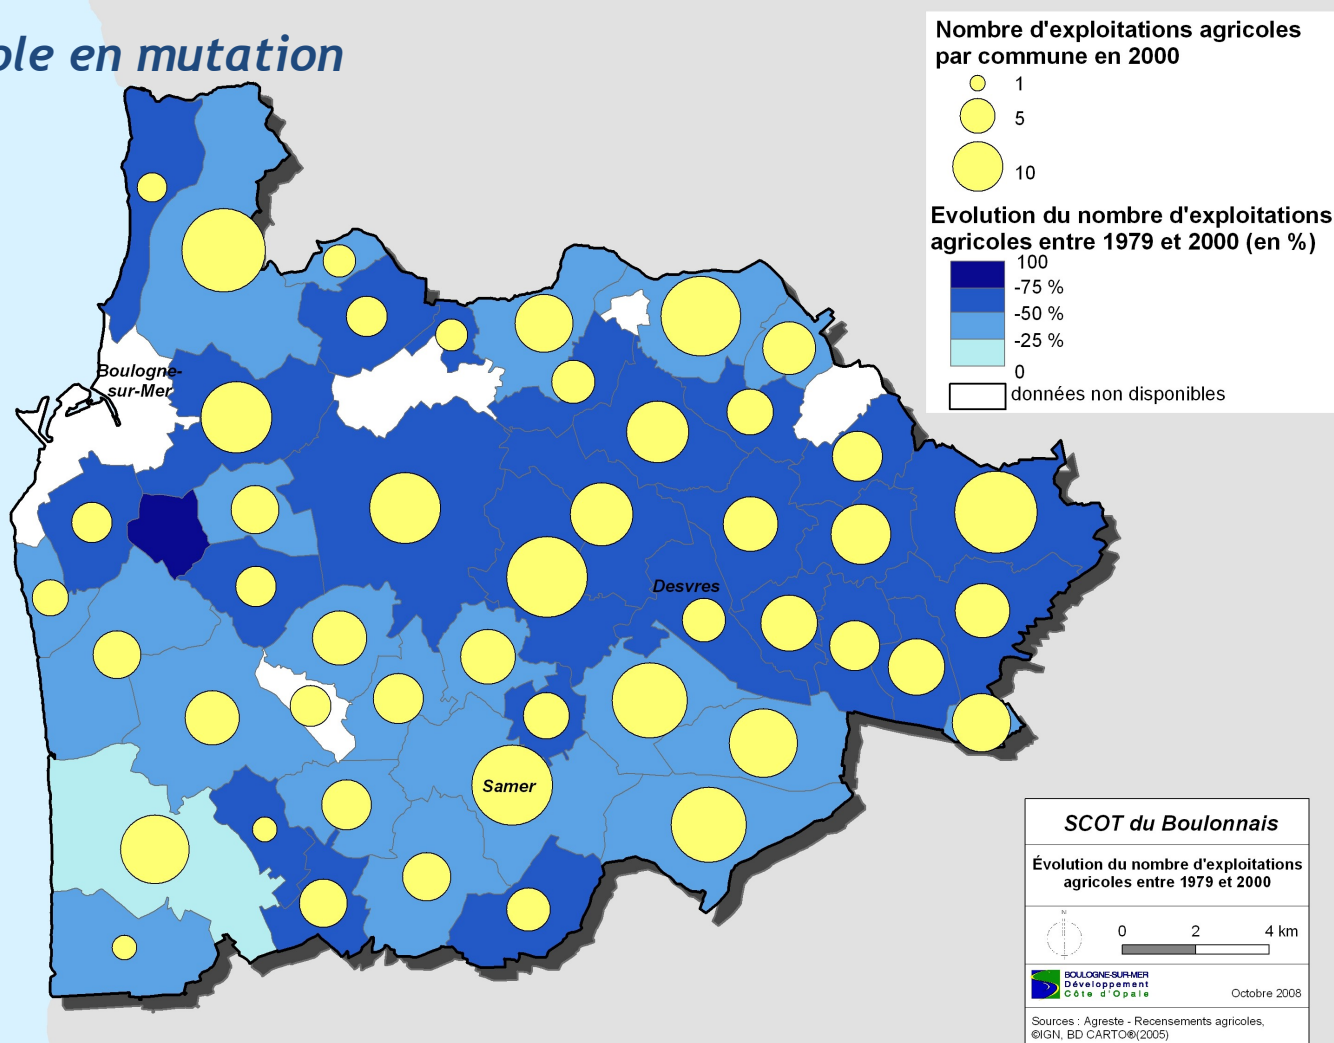 ole en mutation
Nombre d'exploitations agricoles
par commune en 2000
1
5
10
Evolution du nombre d'exploitations
agricoles entre 1979 et 2000 (en %)
100
-75 %
-50 %
-25 %
0
données non disponibles
Boulogne-
sur-Mer
Desvres
Samer
SCOT du Boulonnais
Évolution du nombre d'exploitations
agricoles entre 1979 et 2000
N
0 2 4 km
BOULOGNE-SUR-MER
Développement
Côte d'Opale
Octobre 2008
Sources : Agreste - Recensements agricoles,
©IGN, BD CARTO®(2005)